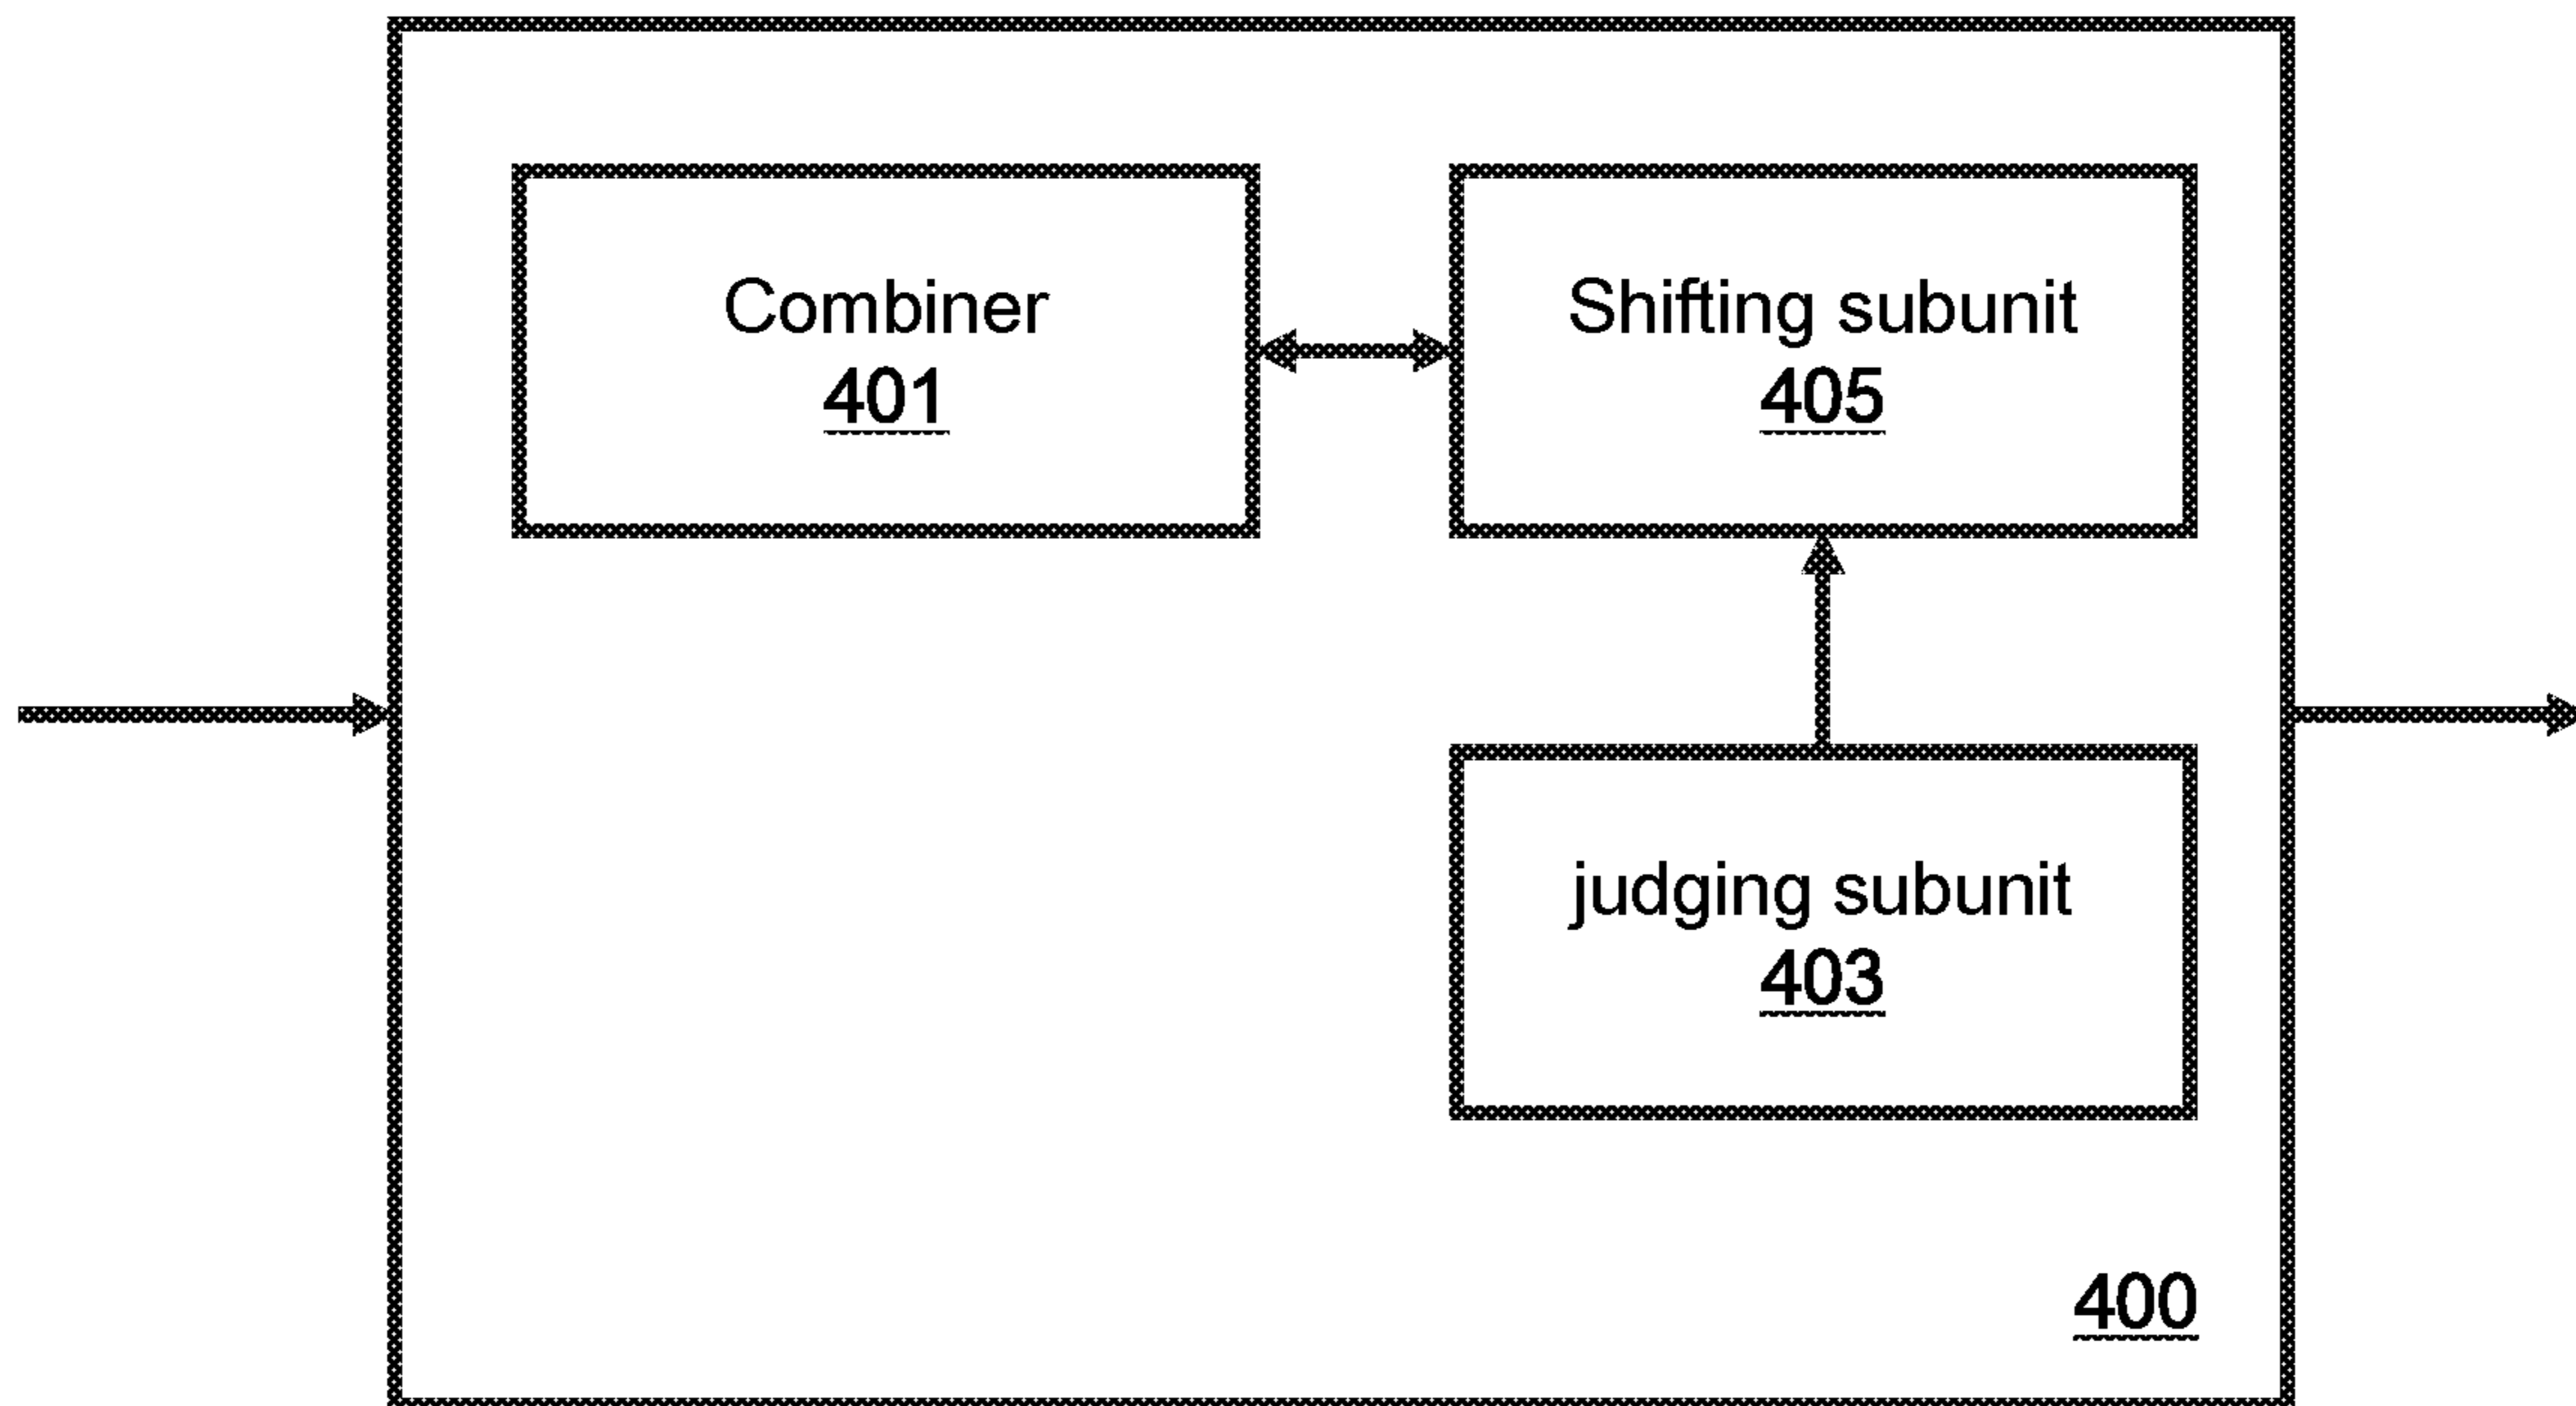 Combiner
401
Shifting subunit
405
judging subunit
403
400